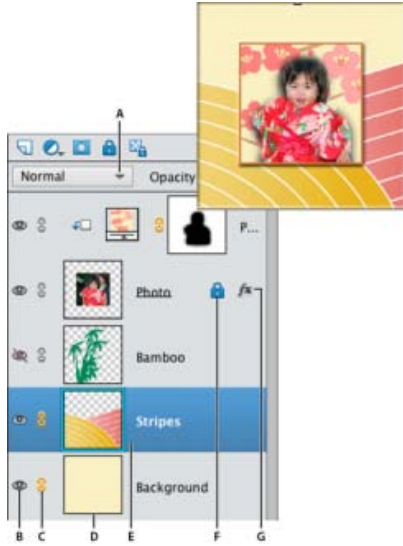 A
Normal
Opacity
P...
Photo
fx
Bamboo
Stripes
Background
B C D E F G